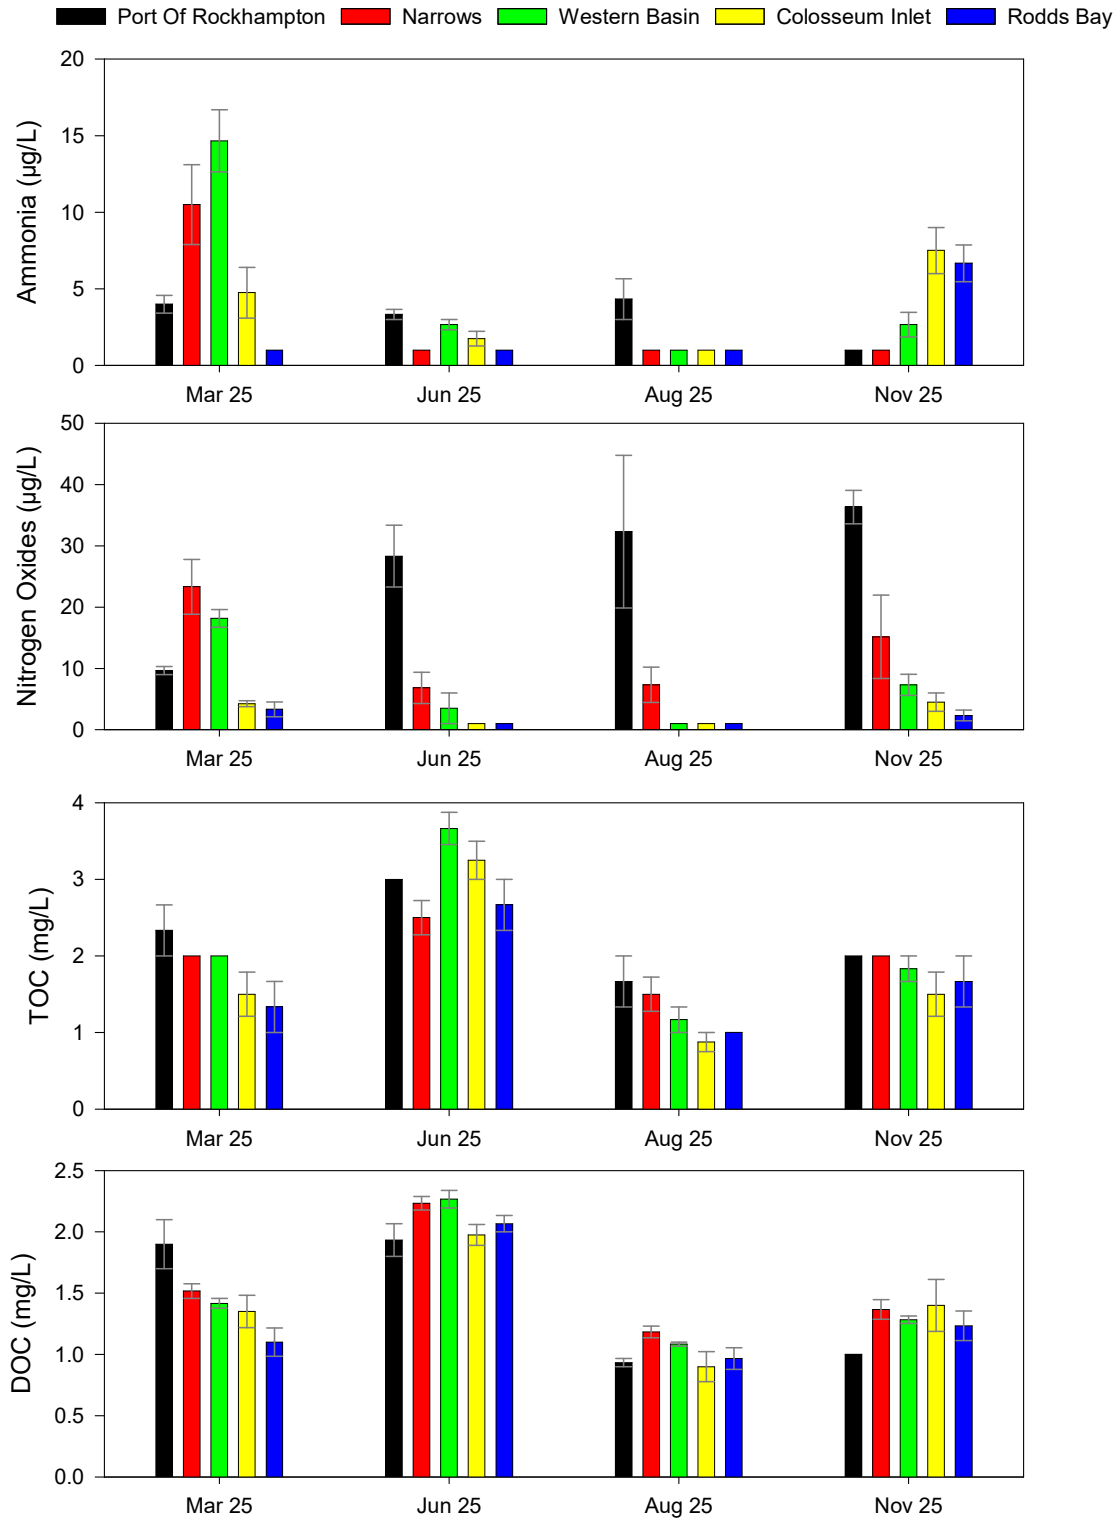 Port Of Rockhampton Narrows Western Basin Colosseum Inlet Rodds Bay
Ammonia (µg/L)
20
15
10
5
0
Mar 25 Jun 25 Aug 25 Nov 25
Nitrogen Oxides (µg/L)
50
40
30
20
10
0
Mar 25 Jun 25 Aug 25 Nov 25
TOC (mg/L)
4
3
2
1
0
Mar 25 Jun 25 Aug 25 Nov 25
DOC (mg/L)
2.5
2.0
1.5
1.0
0.5
0.0
Mar 25 Jun 25 Aug 25 Nov 25